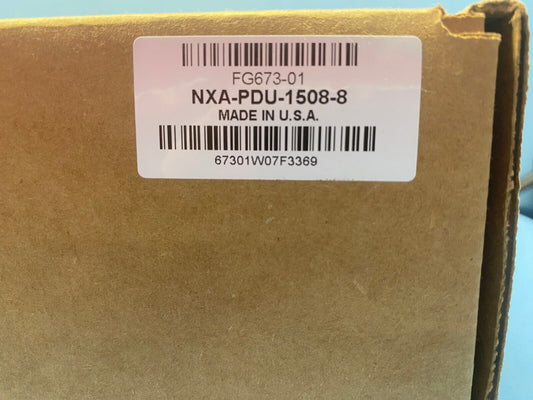 FG673-01
NXA-PDU-1508-8
MADE IN U.S.A.
67301W07F3369